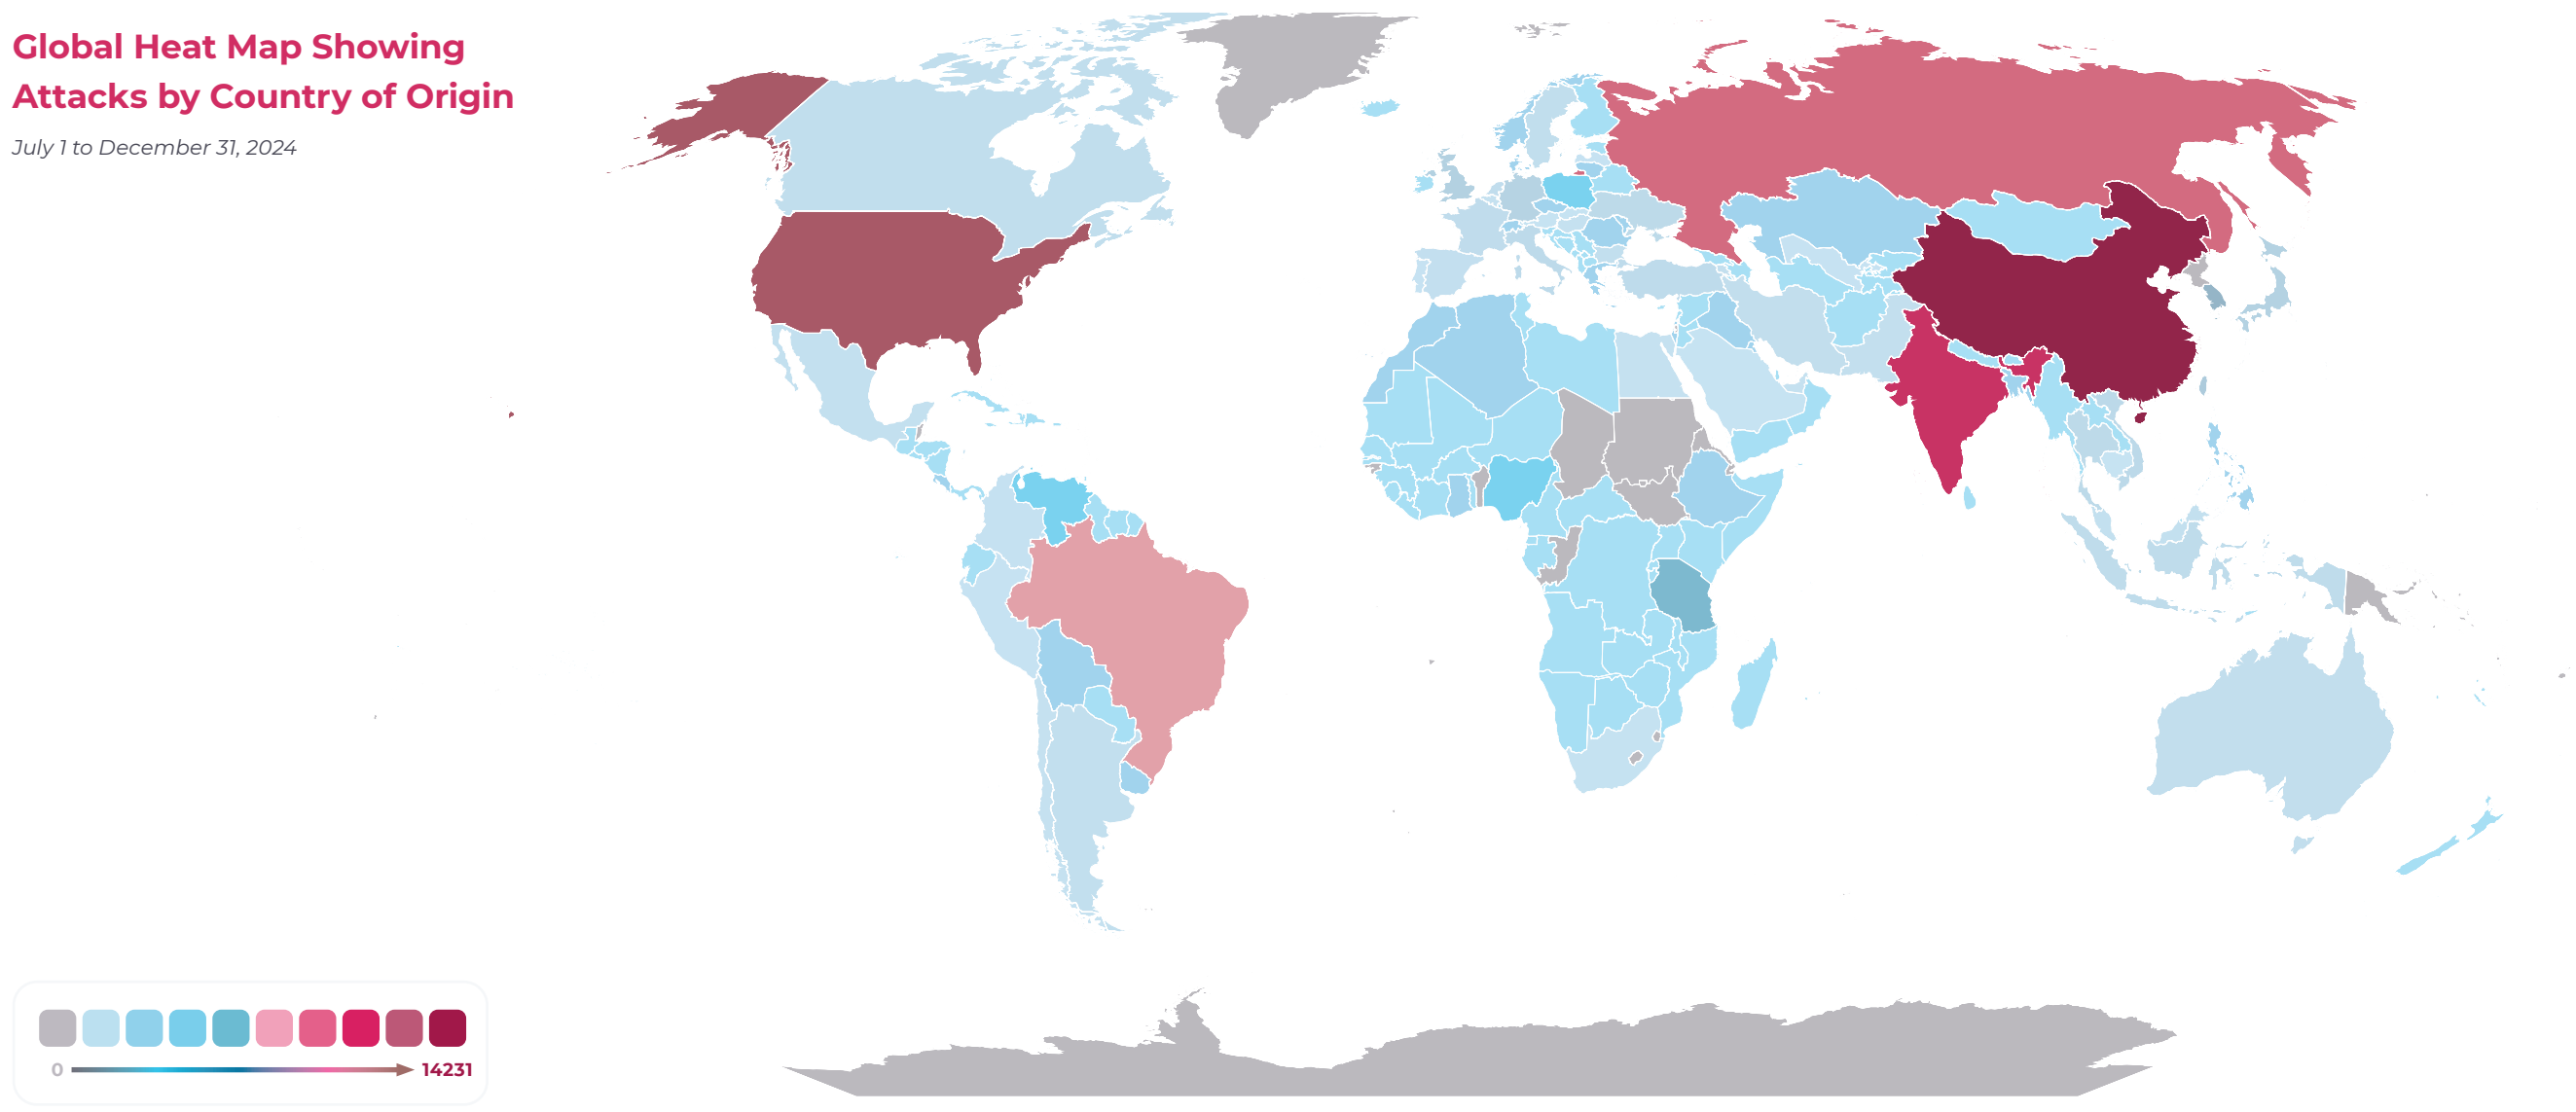 Global Heat Map Showing
Attacks by Country of Origin
July 1 to December 31, 2024
0 14231